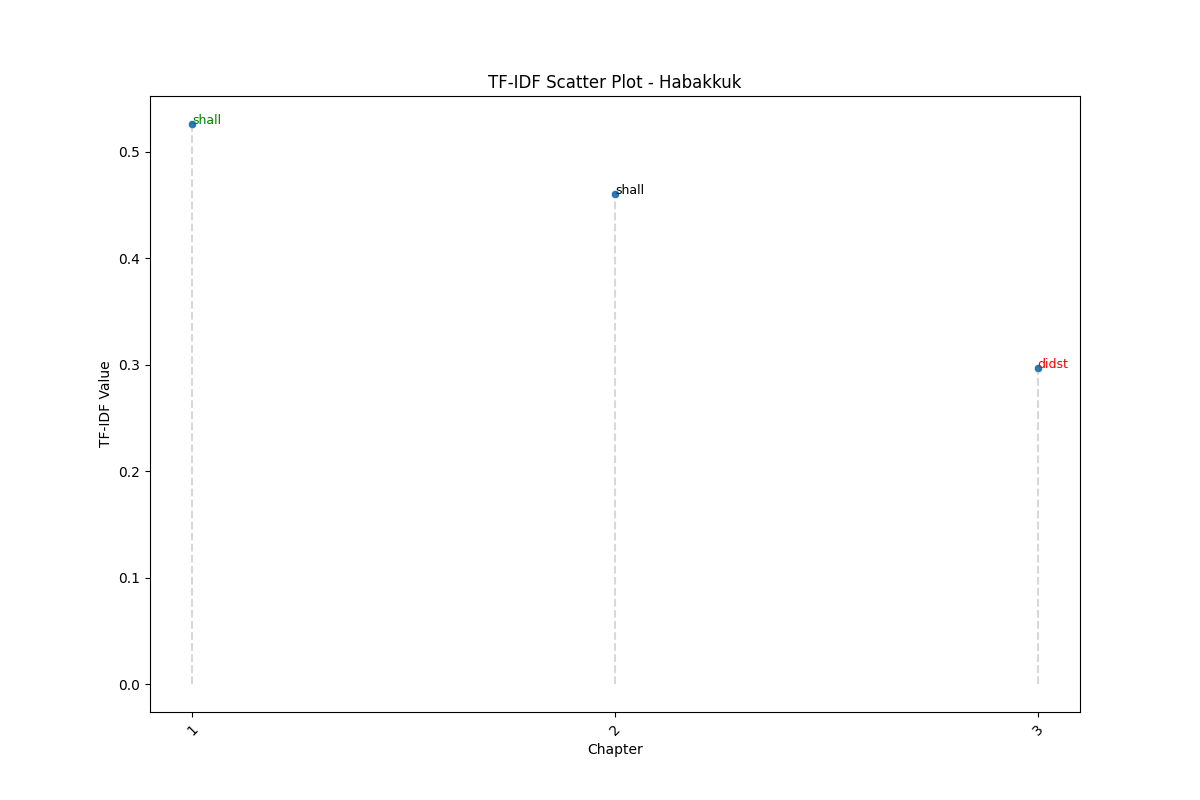 TF-IDF Scatter Plot - Habakkuk
shall
shall
didst
0.5
0.4
0.3
0.2
0.1
0.0
TF-IDF Value
1
2
3
Chapter